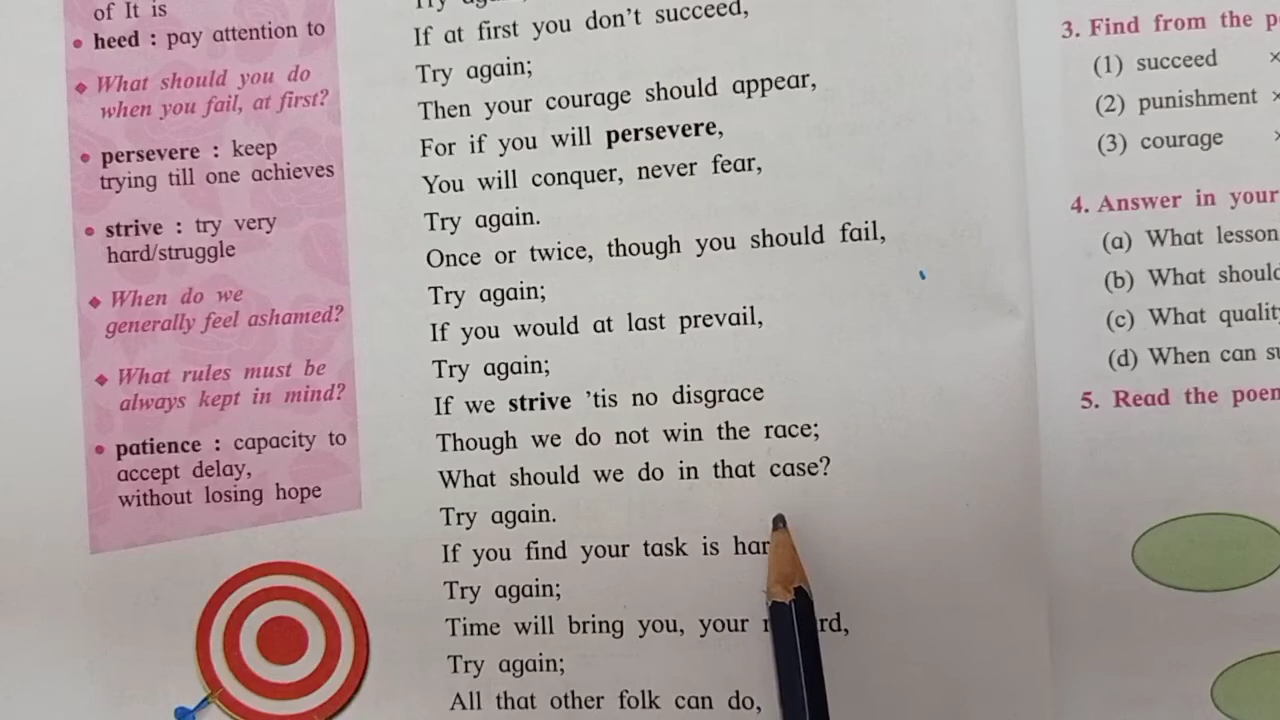 of It is
• heed : pay attention to
◆ What should you do
when you fail, at first?
• persevere : keep
trying till one achieves
• strive : try very
hard/struggle
◆ When do we
generally feel ashamed?
◆ What rules must be
always kept in mind?
• patience : capacity to
accept delay,
without losing hope
If at first you don't succeed,
Try again;
Then your courage should appear,
For if you will persevere,
You will conquer, never fear,
Try again.
Once or twice, though you should fail,
Try again;
If you would at last prevail,
Try again;
If we strive 'tis no disgrace
Though we do not win the race;
What should we do in that case?
Try again.
If you find your task is
Try again;
Time will bring you, your
Try again;
All that other folk can do,
3. Find from the
(1) succeed ×
(2) punishment ×
(3) courage
4. Answer in your
(a) What lesson
(b) What should
(c) What
(d) When can
5. Read the